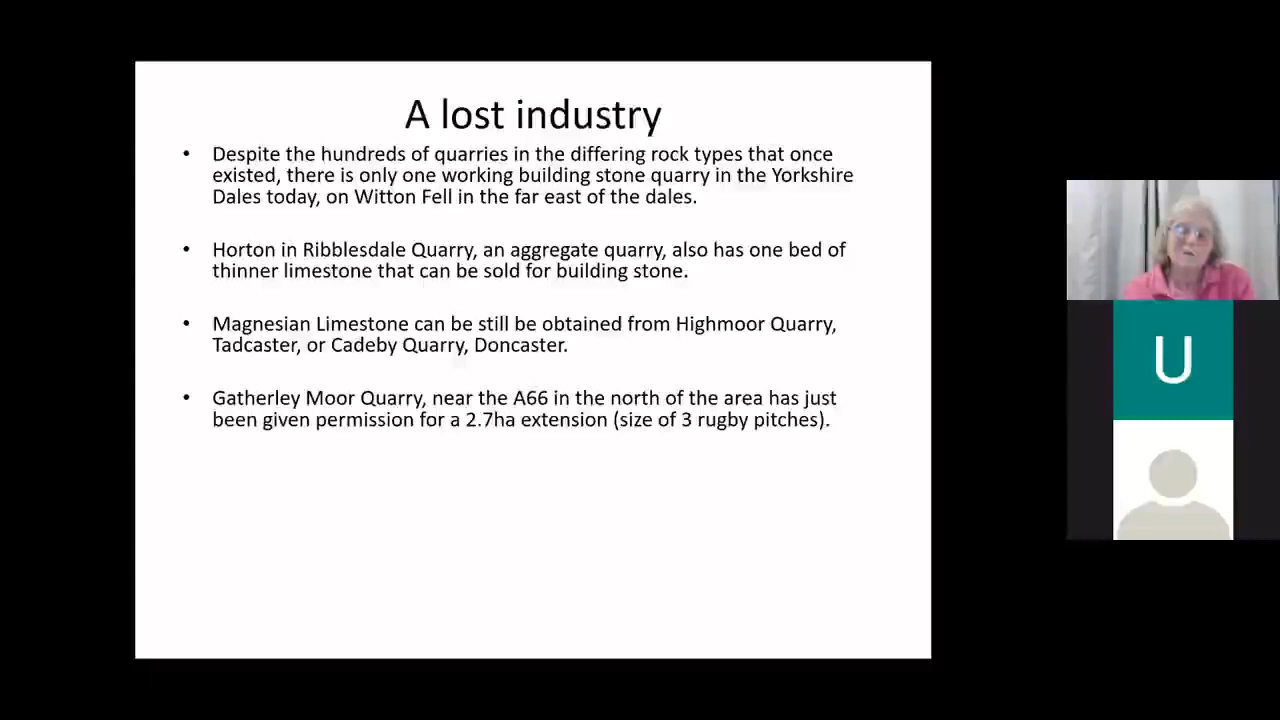 A lost industry
• Despite the hundreds of quarries in the differing rock types that once
existed, there is only one working building stone quarry in the Yorkshire
Dales today, on Witton Fell in the far east of the dales.
• Horton in Ribblesdale Quarry, an aggregate quarry, also has one bed of
thinner limestone that can be sold for building stone.
• Magnesian Limestone can be still be obtained from Highmoor Quarry,
Tadcaster, or Cadeby Quarry, Doncaster.
• Gatherley Moor Quarry, near the A66 in the north of the area has just
been given permission for a 2.7ha extension (size of 3 rugby pitches).
U